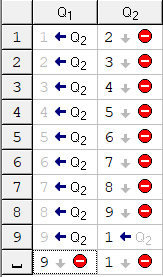 Q₁ Q₂
1 1 ← Q₂ 2 ↓ ⛔
2 2 ← Q₂ 3 ↓ ⛔
3 3 ← Q₂ 4 ↓ ⛔
4 4 ← Q₂ 5 ↓ ⛔
5 5 ← Q₂ 6 ↓ ⛔
6 6 ← Q₂ 7 ↓ ⛔
7 7 ← Q₂ 8 ↓ ⛔
8 8 ← Q₂ 9 ↓ ⛔
9 9 ← Q₂ 1 ← Q₂
⎵ 9 ↓ ⛔ 1 ↓ ⛔